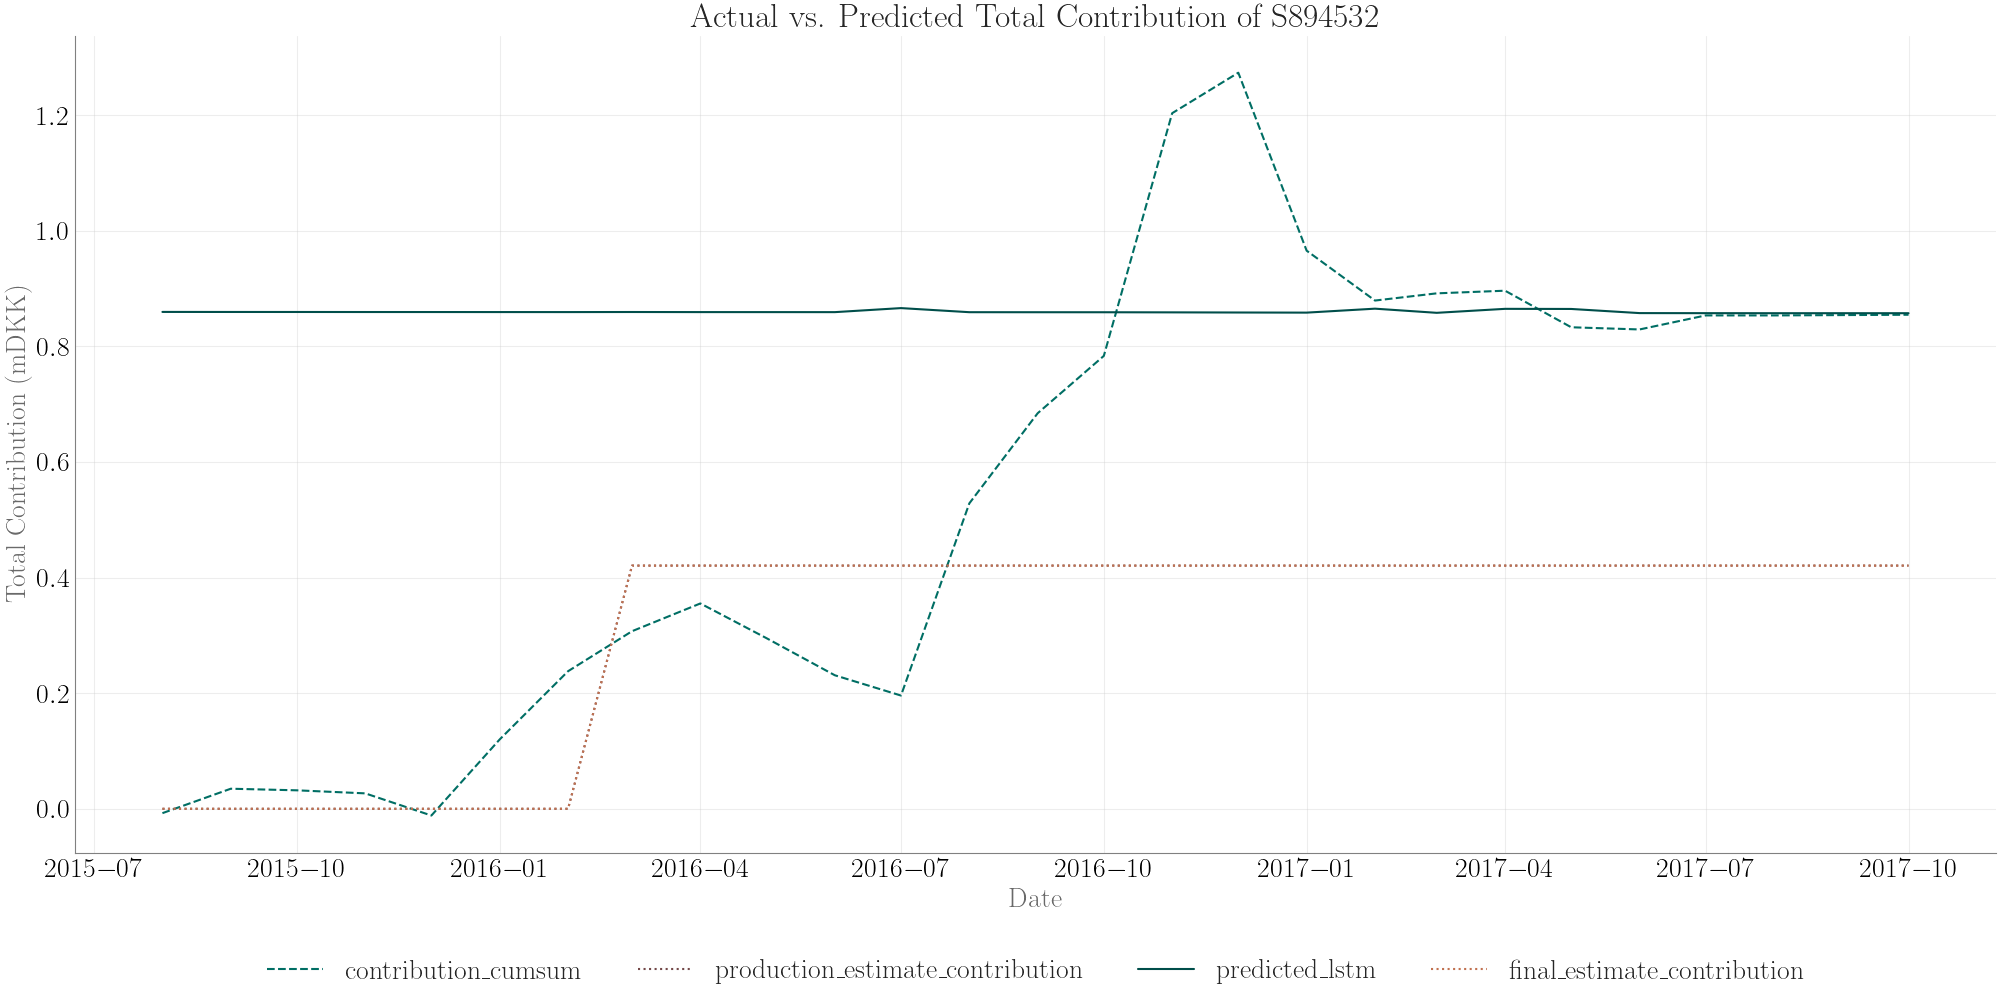 Actual vs. Predicted Total Contribution of S894532
Total Contribution (mDKK)
1.2
1.0
0.8
0.6
0.4
0.2
0.0
2015–07 2015–10 2016–01 2016–04 2016–07 2016–10 2017–01 2017–04 2017–07 2017–10
Date
contribution_cumsum production_estimate_contribution predicted_lstm final_estimate_contribution